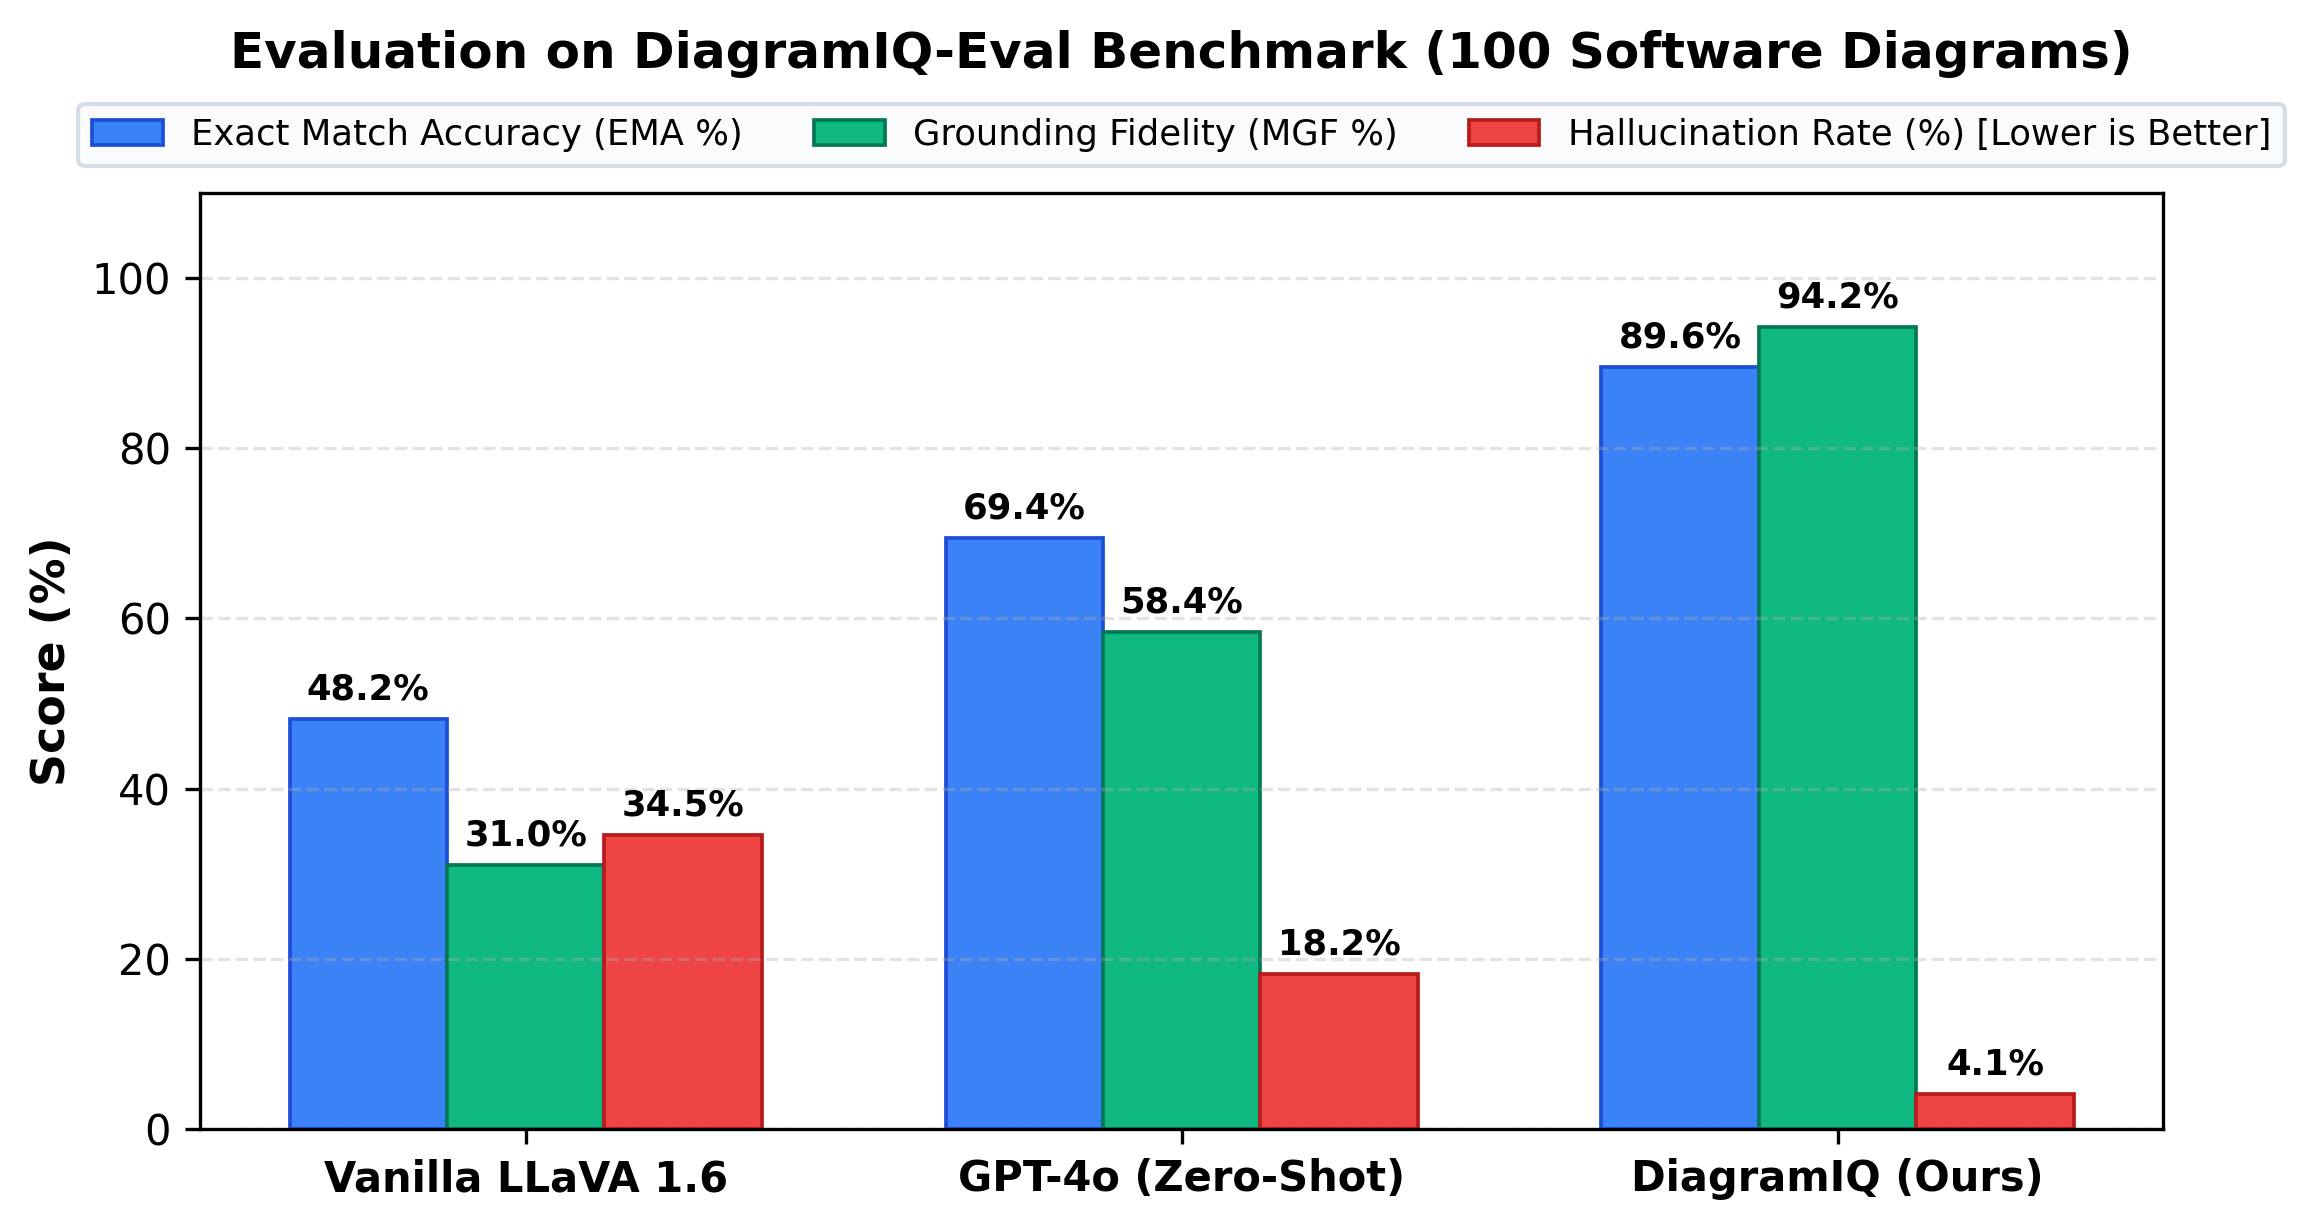 Evaluation on DiagramIQ-Eval Benchmark (100 Software Diagrams)
Exact Match Accuracy (EMA %)
Grounding Fidelity (MGF %)
Hallucination Rate (%) [Lower is Better]
Score (%)
100
80
60
40
20
0
48.2%
31.0%
34.5%
69.4%
58.4%
18.2%
89.6%
94.2%
4.1%
Vanilla LLaVA 1.6
GPT-4o (Zero-Shot)
DiagramIQ (Ours)